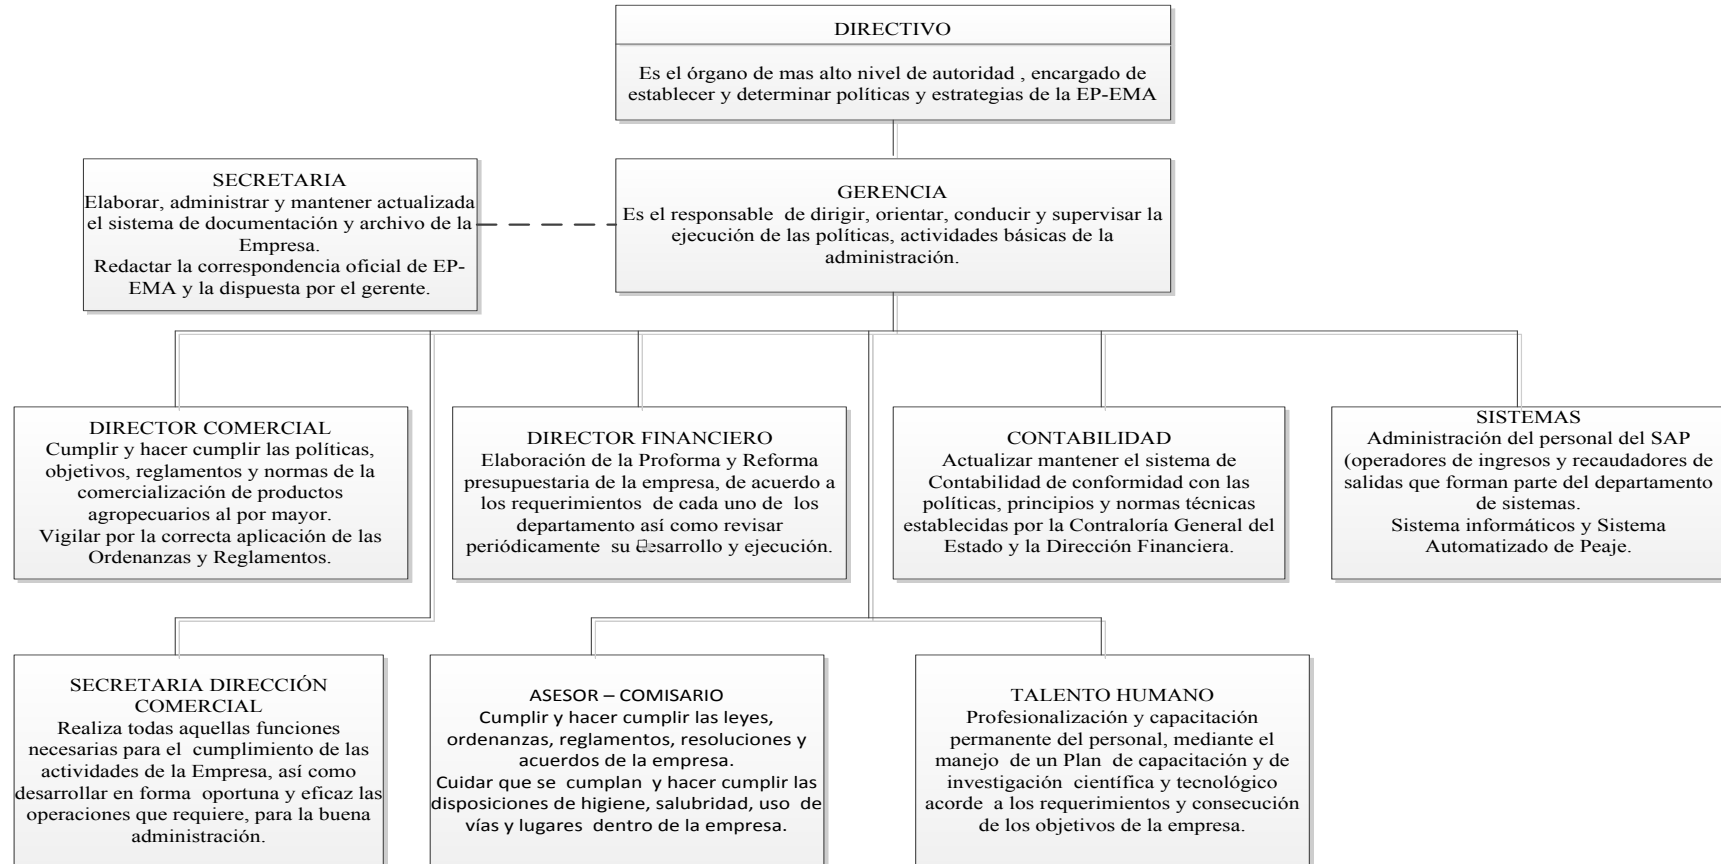 DIRECTIVO
Es el órgano de mas alto nivel de autoridad , encargado de
establecer y determinar políticas y estrategias de la EP-EMA
SECRETARIA
Elaborar, administrar y mantener actualizada
el sistema de documentación y archivo de la
Empresa.
Redactar la correspondencia oficial de EP-
EMA y la dispuesta por el gerente.
GERENCIA
Es el responsable de dirigir, orientar, conducir y supervisar la
ejecución de las políticas, actividades básicas de la
administración.
DIRECTOR COMERCIAL
Cumplir y hacer cumplir las políticas,
objetivos, reglamentos y normas de la
comercialización de productos
agropecuarios al por mayor.
Vigilar por la correcta aplicación de las
Ordenanzas y Reglamentos.
DIRECTOR FINANCIERO
Elaboración de la Proforma y Reforma
presupuestaria de la empresa, de acuerdo a
los requerimientos de cada uno de los
departamento así como revisar
periódicamente su desarrollo y ejecución.
CONTABILIDAD
Actualizar mantener el sistema de
Contabilidad de conformidad con las
políticas, principios y normas técnicas
establecidas por la Contraloría General del
Estado y la Dirección Financiera.
SISTEMAS
Administración del personal del SAP
(operadores de ingresos y recaudadores de
salidas que forman parte del departamento
de sistemas.
Sistema informáticos y Sistema
Automatizado de Peaje.
SECRETARIA DIRECCIÓN
COMERCIAL
Realiza todas aquellas funciones
necesarias para el cumplimiento de las
actividades de la Empresa, así como
desarrollar en forma oportuna y eficaz las
operaciones que requiere, para la buena
administración.
ASESOR – COMISARIO
Cumplir y hacer cumplir las leyes,
ordenanzas, reglamentos, resoluciones y
acuerdos de la empresa.
Cuidar que se cumplan y hacer cumplir las
disposiciones de higiene, salubridad, uso de
vías y lugares dentro de la empresa.
TALENTO HUMANO
Profesionalización y capacitación
permanente del personal, mediante el
manejo de un Plan de capacitación y de
investigación científica y tecnológico
acorde a los requerimientos y consecución
de los objetivos de la empresa.